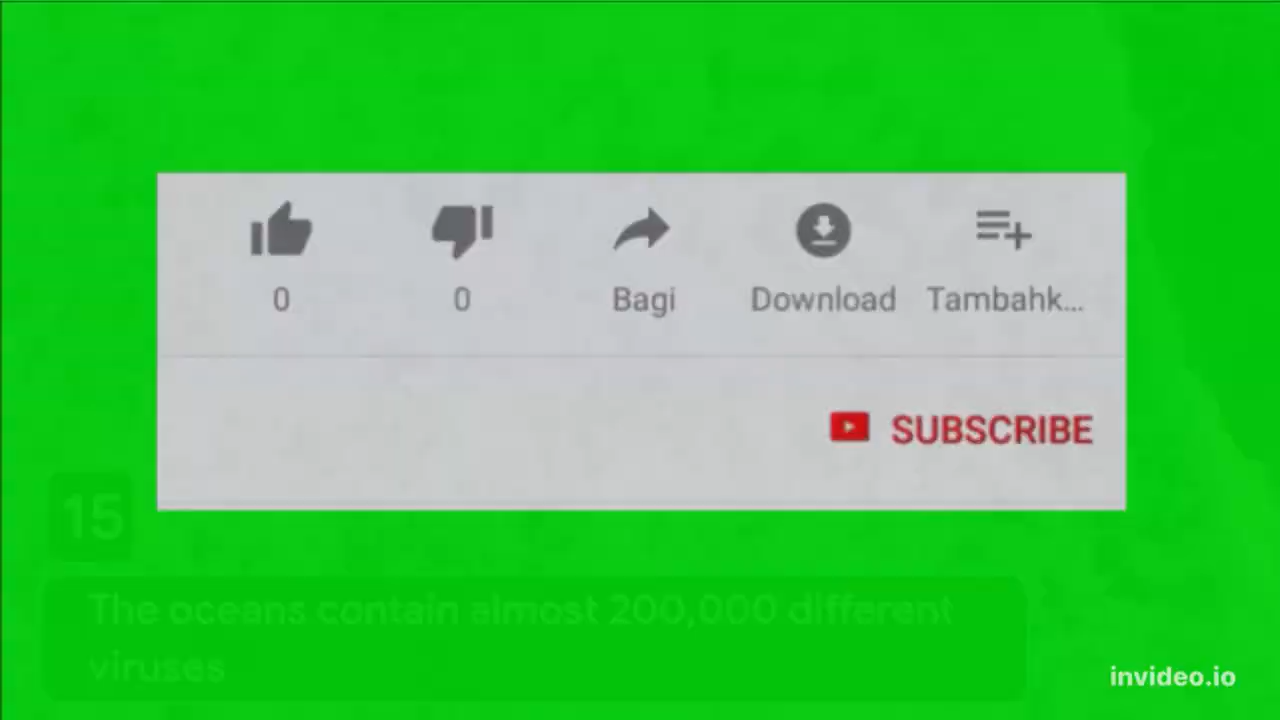 0
0
Bagi
Download
Tambahk...
SUBSCRIBE
15
The oceans contain almost 200,000 different
viruses
invideo.io